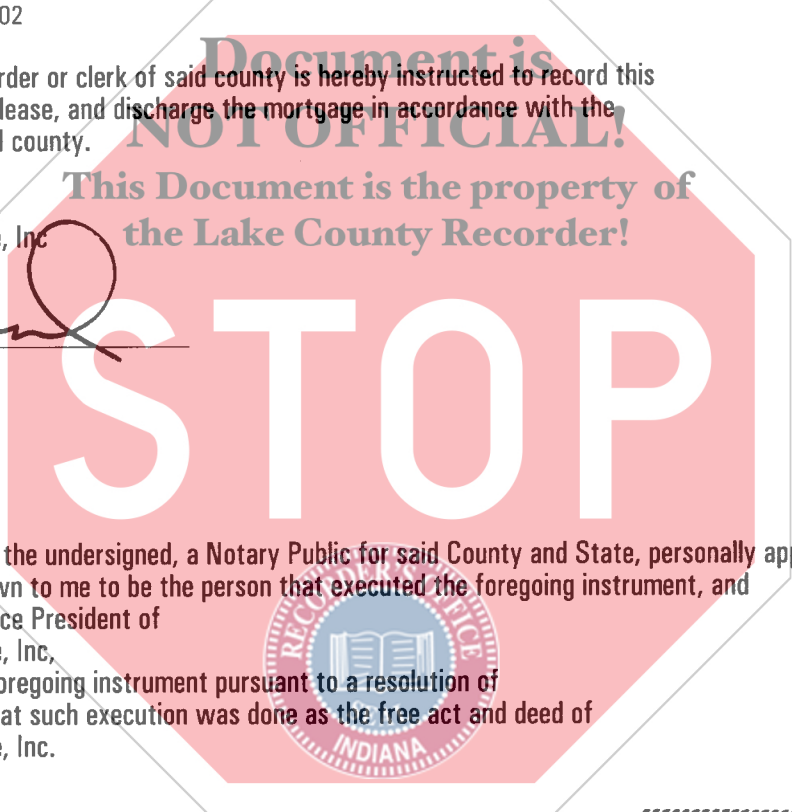 02
Document is
rder or clerk of said county is hereby instructed to record this
lease, and discharge the mortgage in accordance with the
NOT OFFICIAL!
d county.
This Document is the property of
e, Inc
the Lake County Recorder!
STOP
the undersigned, a Notary Public for said County and State, personally app
wn to me to be the person that executed the foregoing instrument, and
ce President of
e, Inc,
oregoing instrument pursuant to a resolution of
at such execution was done as the free act and deed of
e, Inc.
RECORDER'S OFFICE
INDIANA